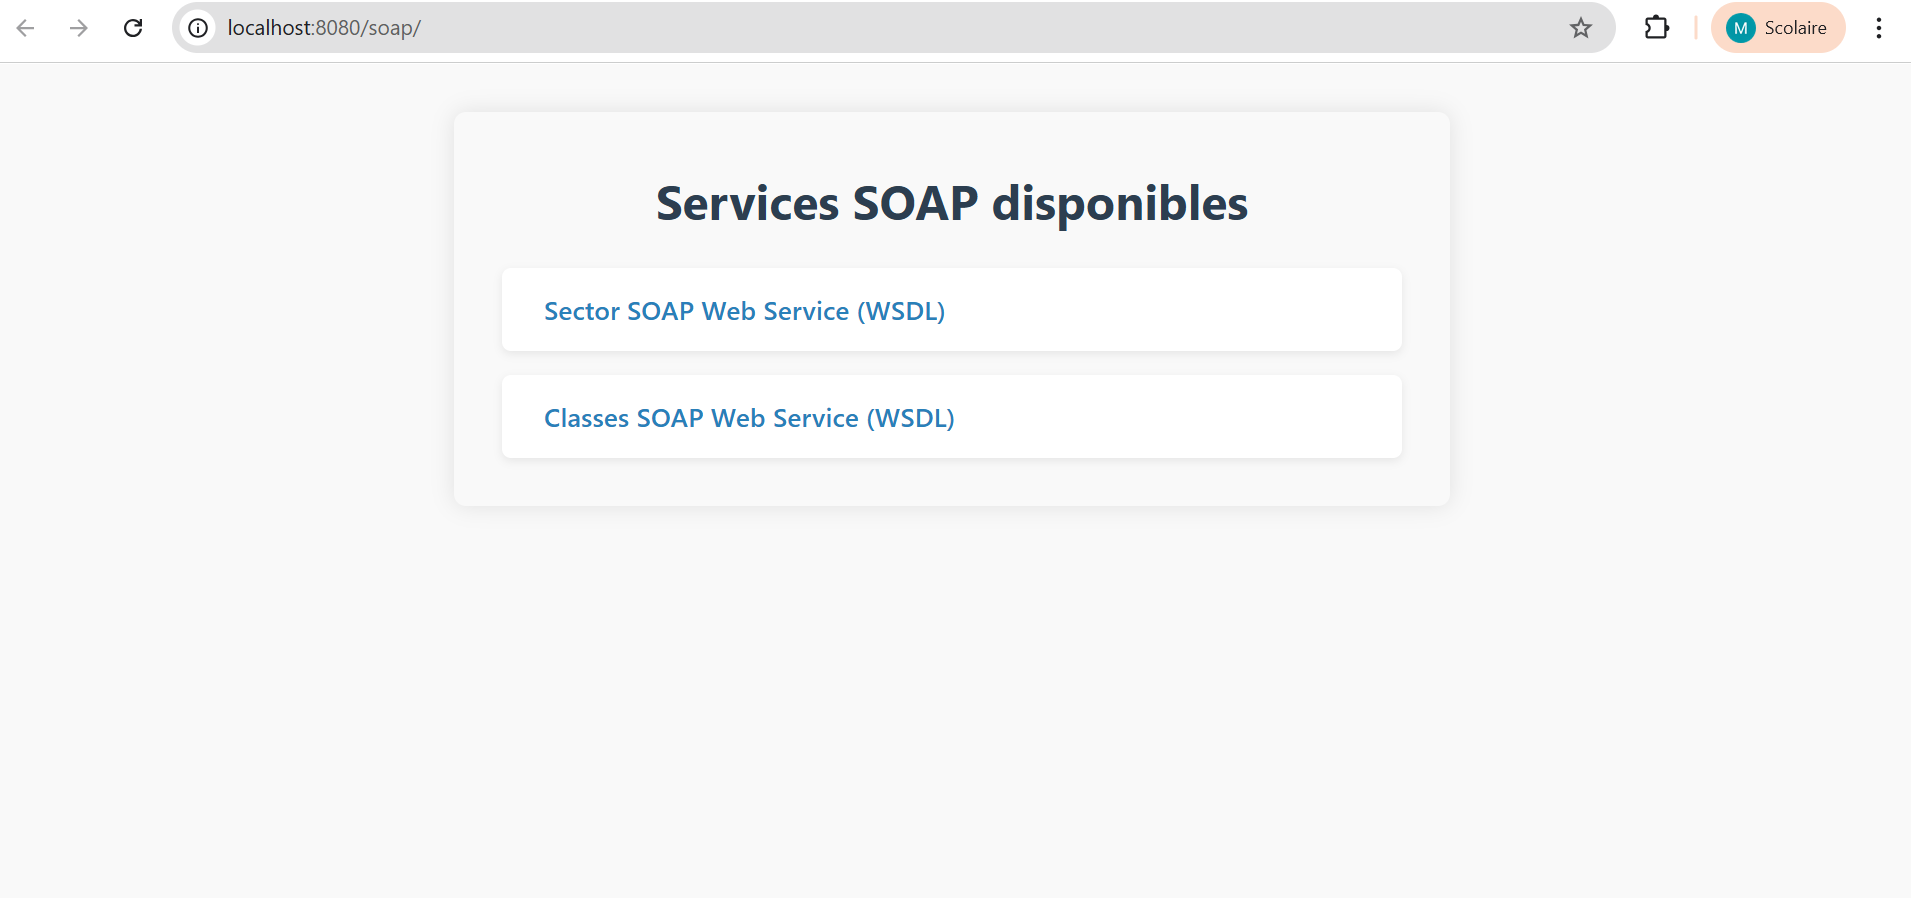 localhost:8080/soap/
M Scolaire
Services SOAP disponibles
Sector SOAP Web Service (WSDL)
Classes SOAP Web Service (WSDL)